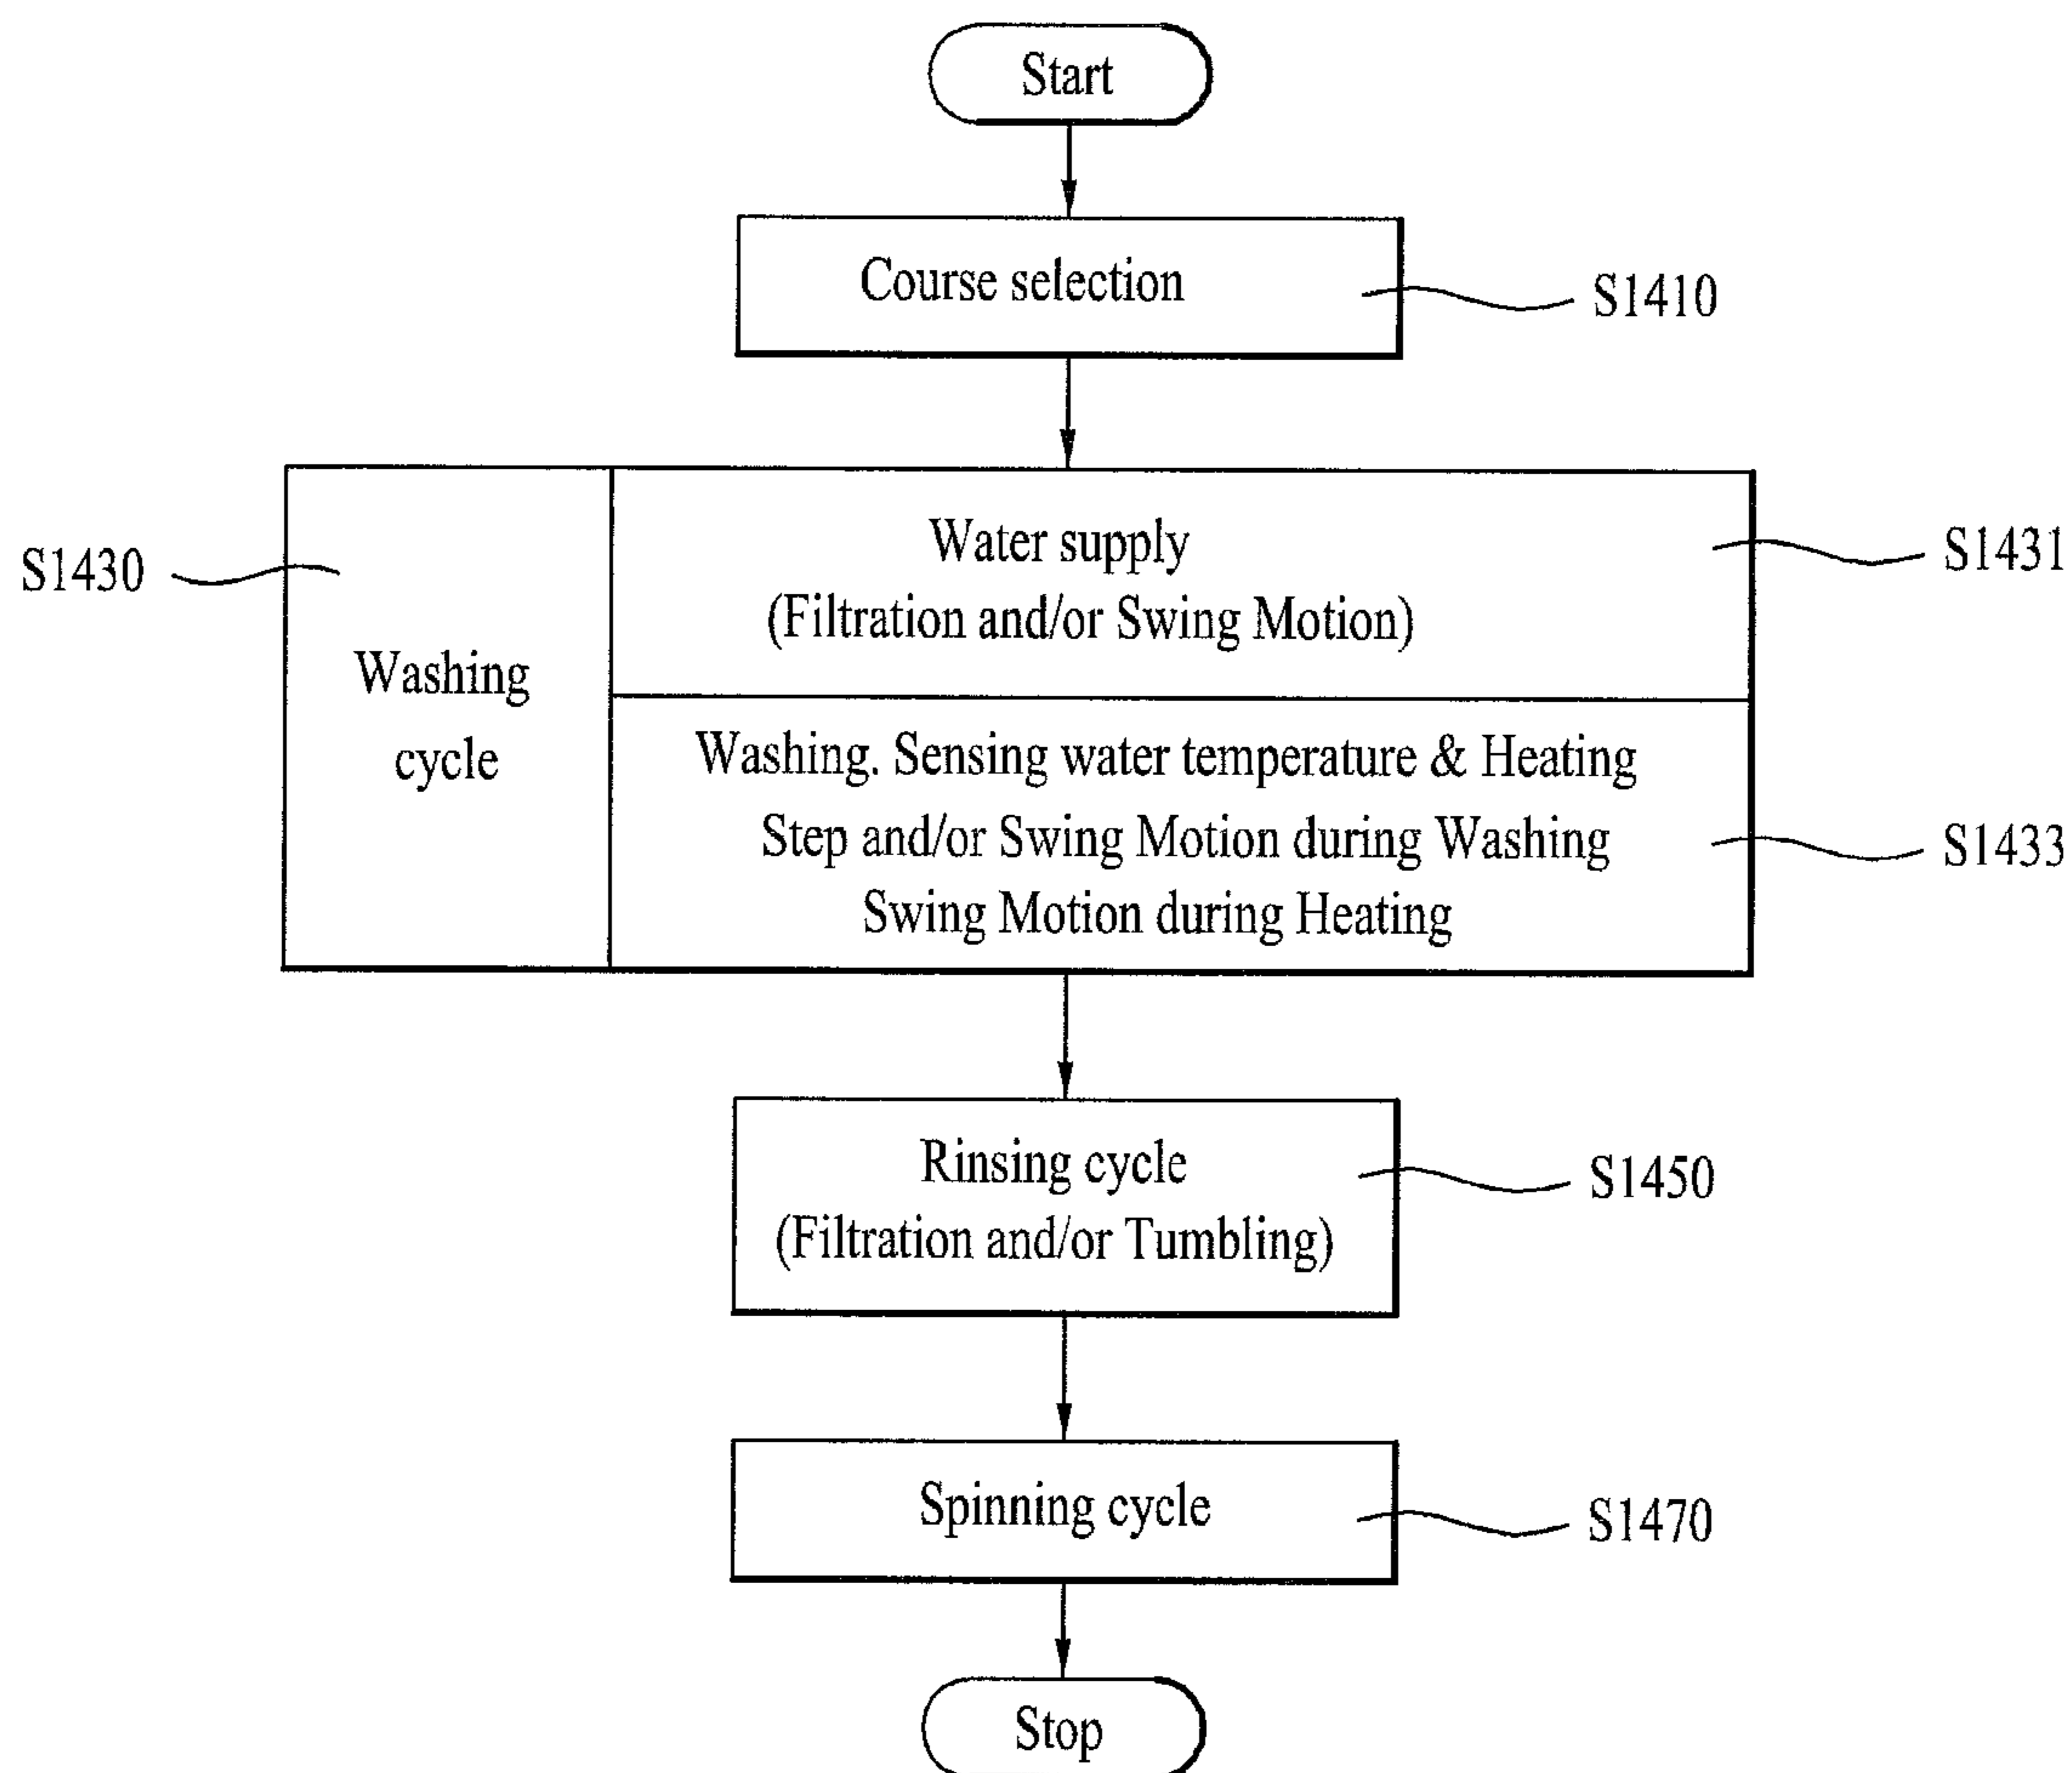 Start
Course selection
S1410
S1430
Washing
cycle
Water supply
(Filtration and/or Swing Motion)
S1431
Washing. Sensing water temperature & Heating
Step and/or Swing Motion during Washing
Swing Motion during Heating
S1433
Rinsing cycle
(Filtration and/or Tumbling)
S1450
Spinning cycle
S1470
Stop